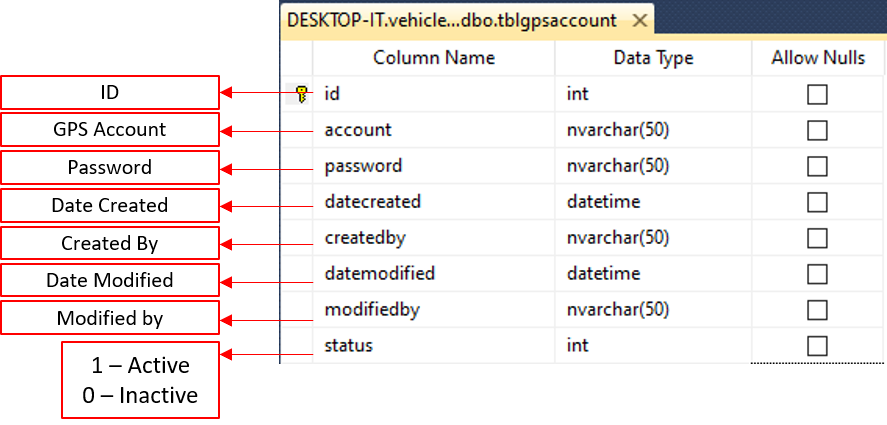 DESKTOP-IT.vehicle...dbo.tblgpsaccount ×
Column Name Data Type Allow Nulls
ID id int
GPS Account account nvarchar(50)
Password password nvarchar(50)
Date Created datecreated datetime
Created By createdby nvarchar(50)
Date Modified datemodified datetime
Modified by modifiedby nvarchar(50)
1 – Active status int
0 – Inactive